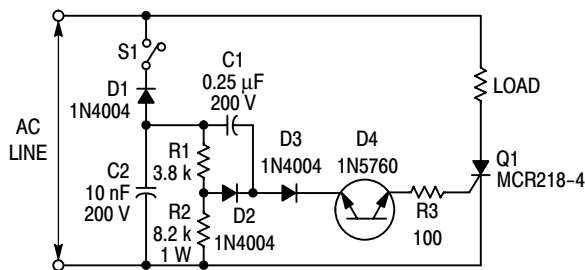 S1
C1
0.25 μF
200 V
D1
1N4004
LOAD
AC
LINE
R1
3.8 k
D3
1N4004
D4
1N5760
Q1
MCR218–4
C2
10 nF
200 V
R2
8.2 k
1 W
D2
1N4004
R3
100